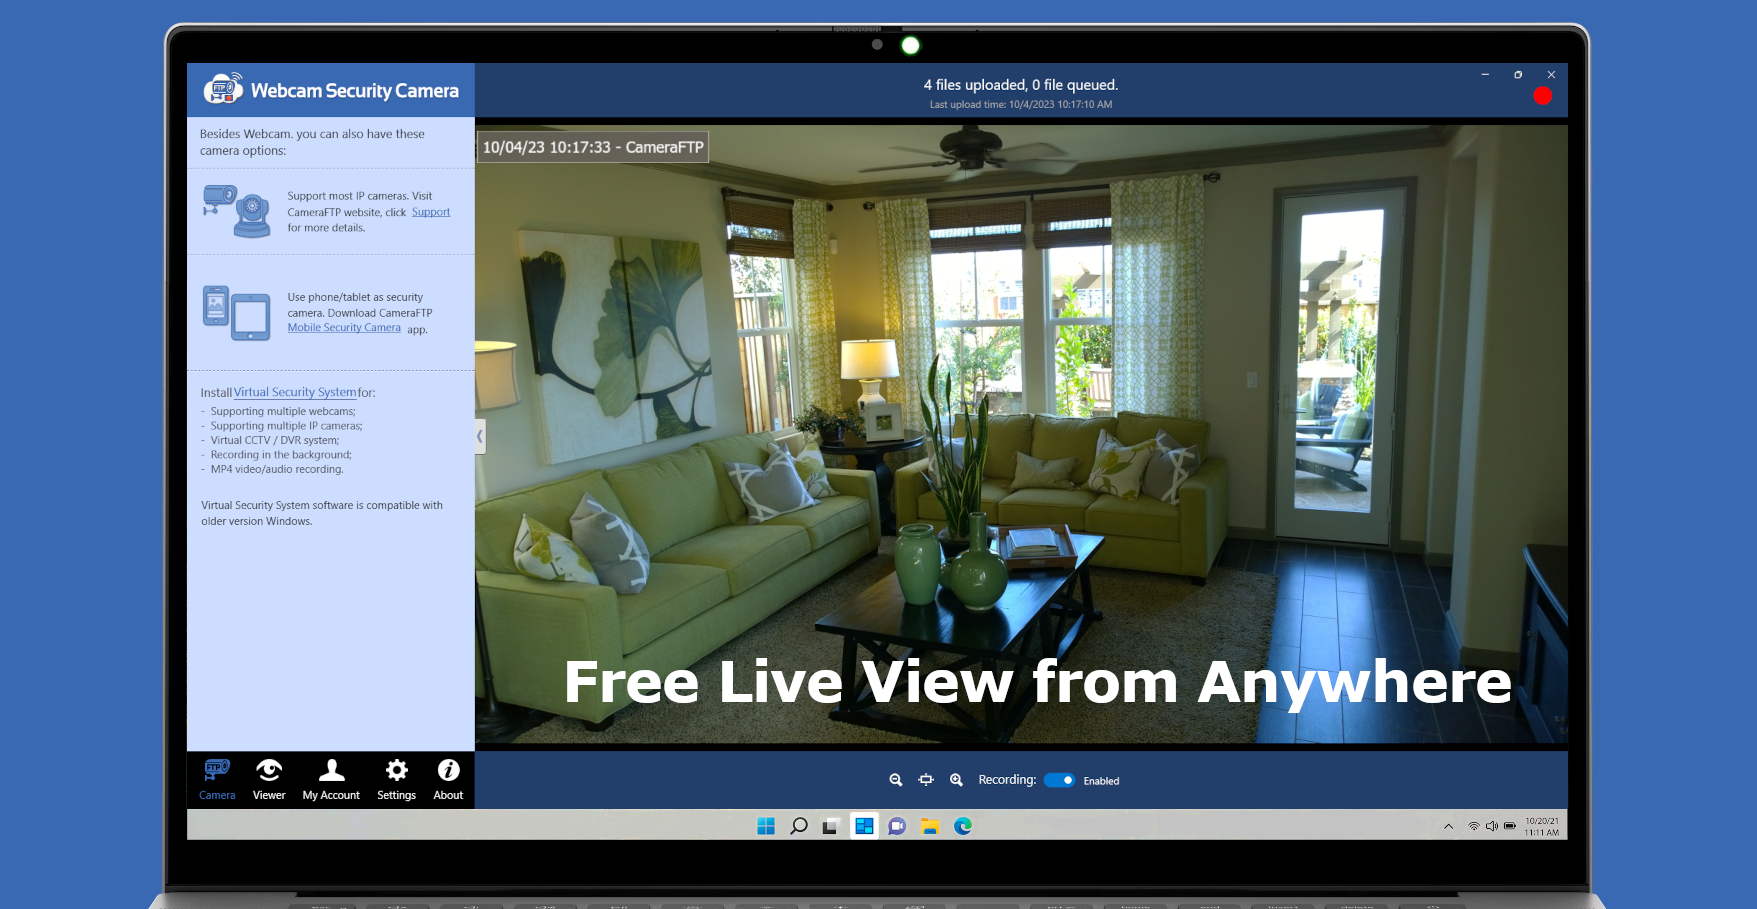 Webcam Security Camera
4 files uploaded, 0 file queued.
Last upload time: 10/4/2023 10:17:10 AM
Besides Webcam. you can also have these
camera options:
10/04/23 10:17:33 - CameraFTP
Support most IP cameras. Visit
CameraFTP website, click Support
for more details.
Use phone/tablet as security
camera. Download CameraFTP
Mobile Security Camera app.
Install Virtual Security System for:
- Supporting multiple webcams;
- Supporting multiple IP cameras;
- Virtual CCTV / DVR system;
- Recording in the background;
- MP4 video/audio recording.
Virtual Security System software is compatible with
older version Windows.
Free Live View from Anywhere
FTP
Camera
Viewer
My Account
Settings
About
Recording:
Enabled
10/20/21
11:11 AM